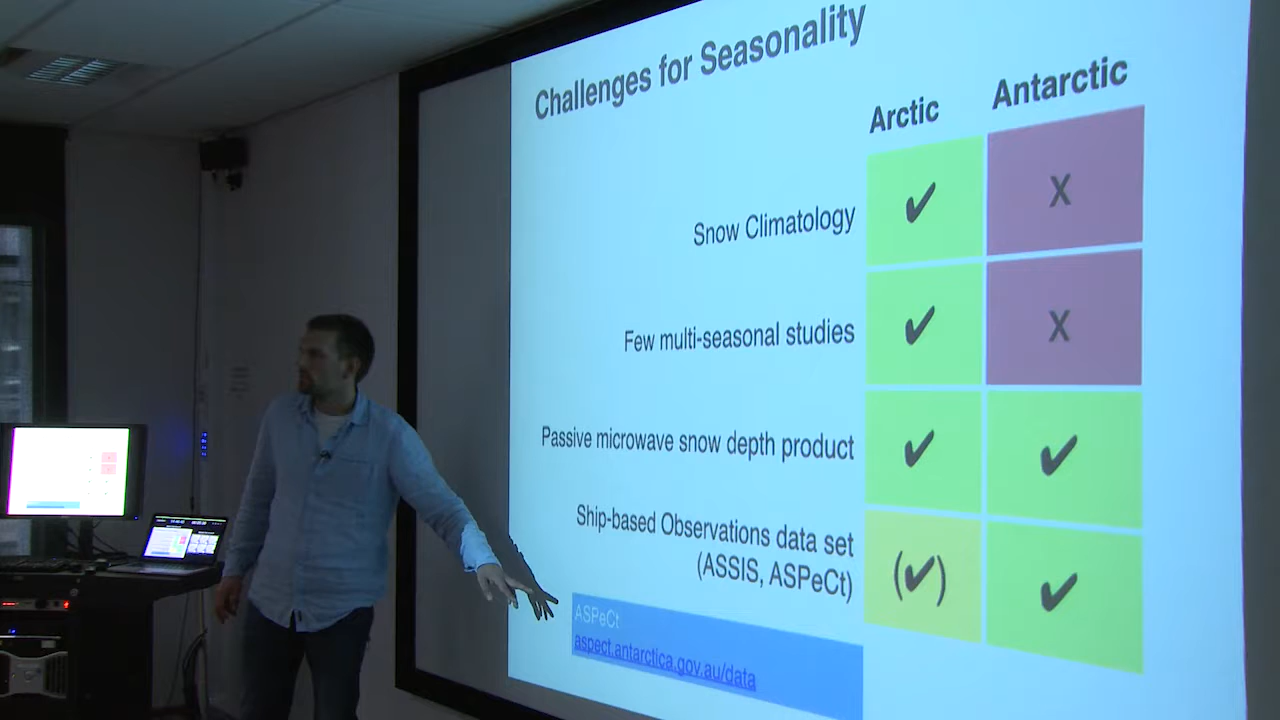 Challenges for Seasonality
Arctic Antarctic
Snow Climatology ✔ X
Few multi-seasonal studies ✔ X
Passive microwave snow depth product ✔ ✔
Ship-based Observations data set
(ASSIS, ASPeCt) (✔) ✔
ASPeCt
aspect.antarctica.gov.au/data